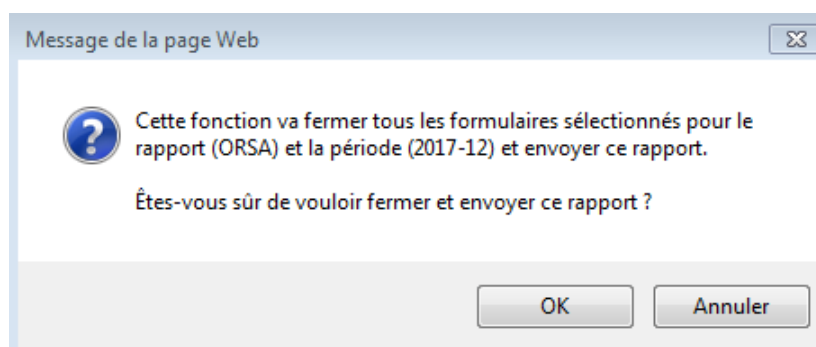 Message de la page Web
Cette fonction va fermer tous les formulaires sélectionnés pour le
rapport (ORSA) et la période (2017-12) et envoyer ce rapport.
Êtes-vous sûr de vouloir fermer et envoyer ce rapport ?
OK
Annuler